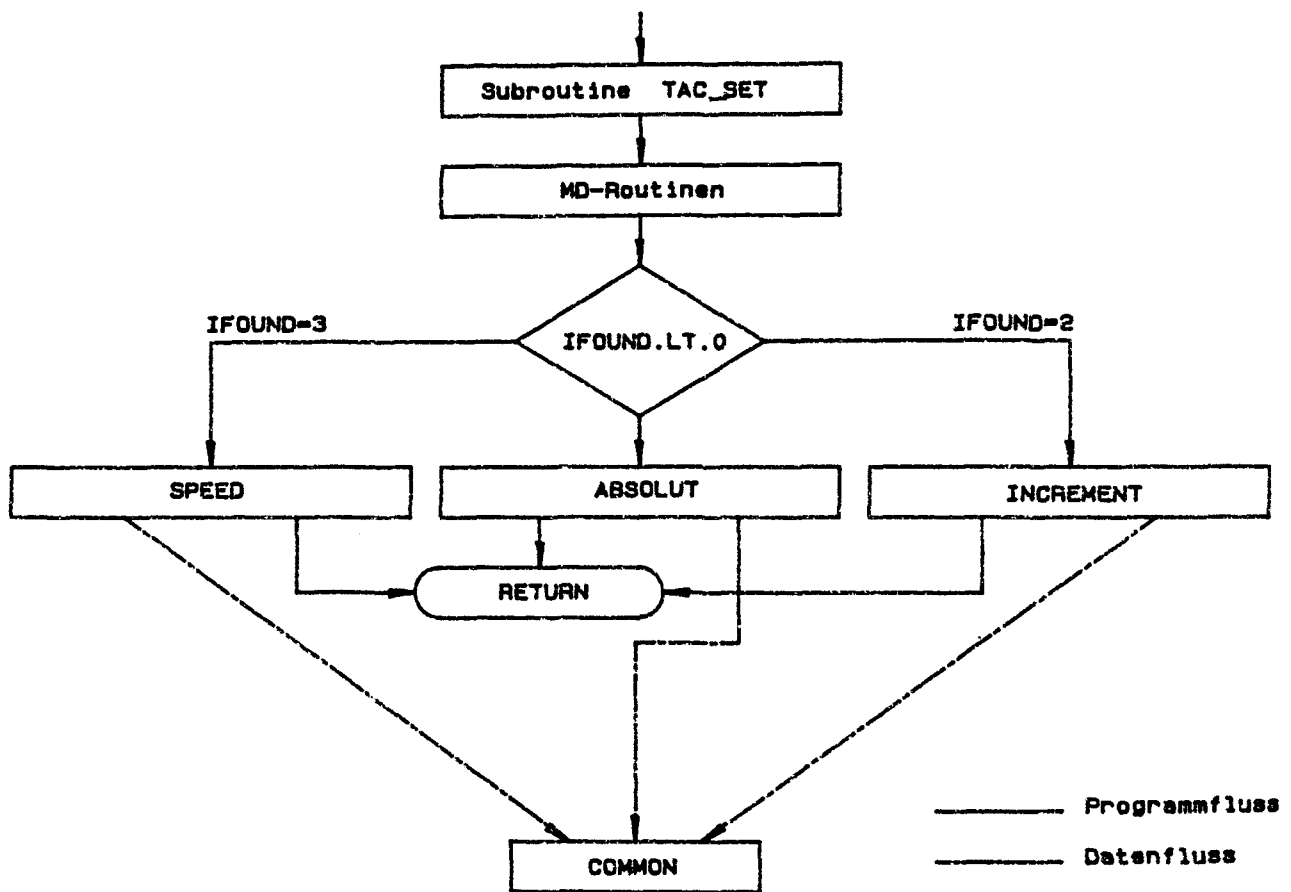 Subroutine TAC_SET
MD-Routinen
IFOUND=3
IFOUND.LT.0
IFOUND=2
SPEED
ABSOLUT
INCREMENT
RETURN
Programmfluss
COMMON
Datenfluss